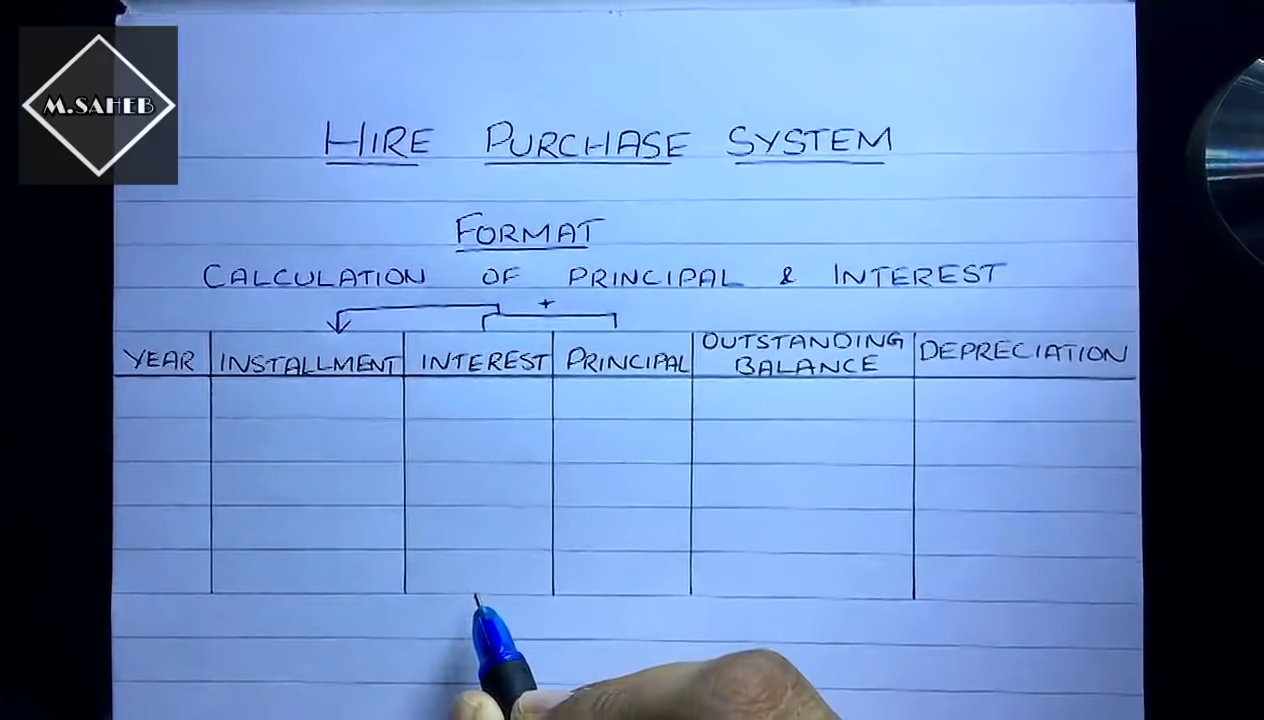 M.SAHEB
HIRE PURCHASE SYSTEM
FORMAT
CALCULATION OF PRINCIPAL & INTEREST
+
YEAR INSTALLMENT INTEREST PRINCIPAL OUTSTANDING BALANCE DEPRECIATION